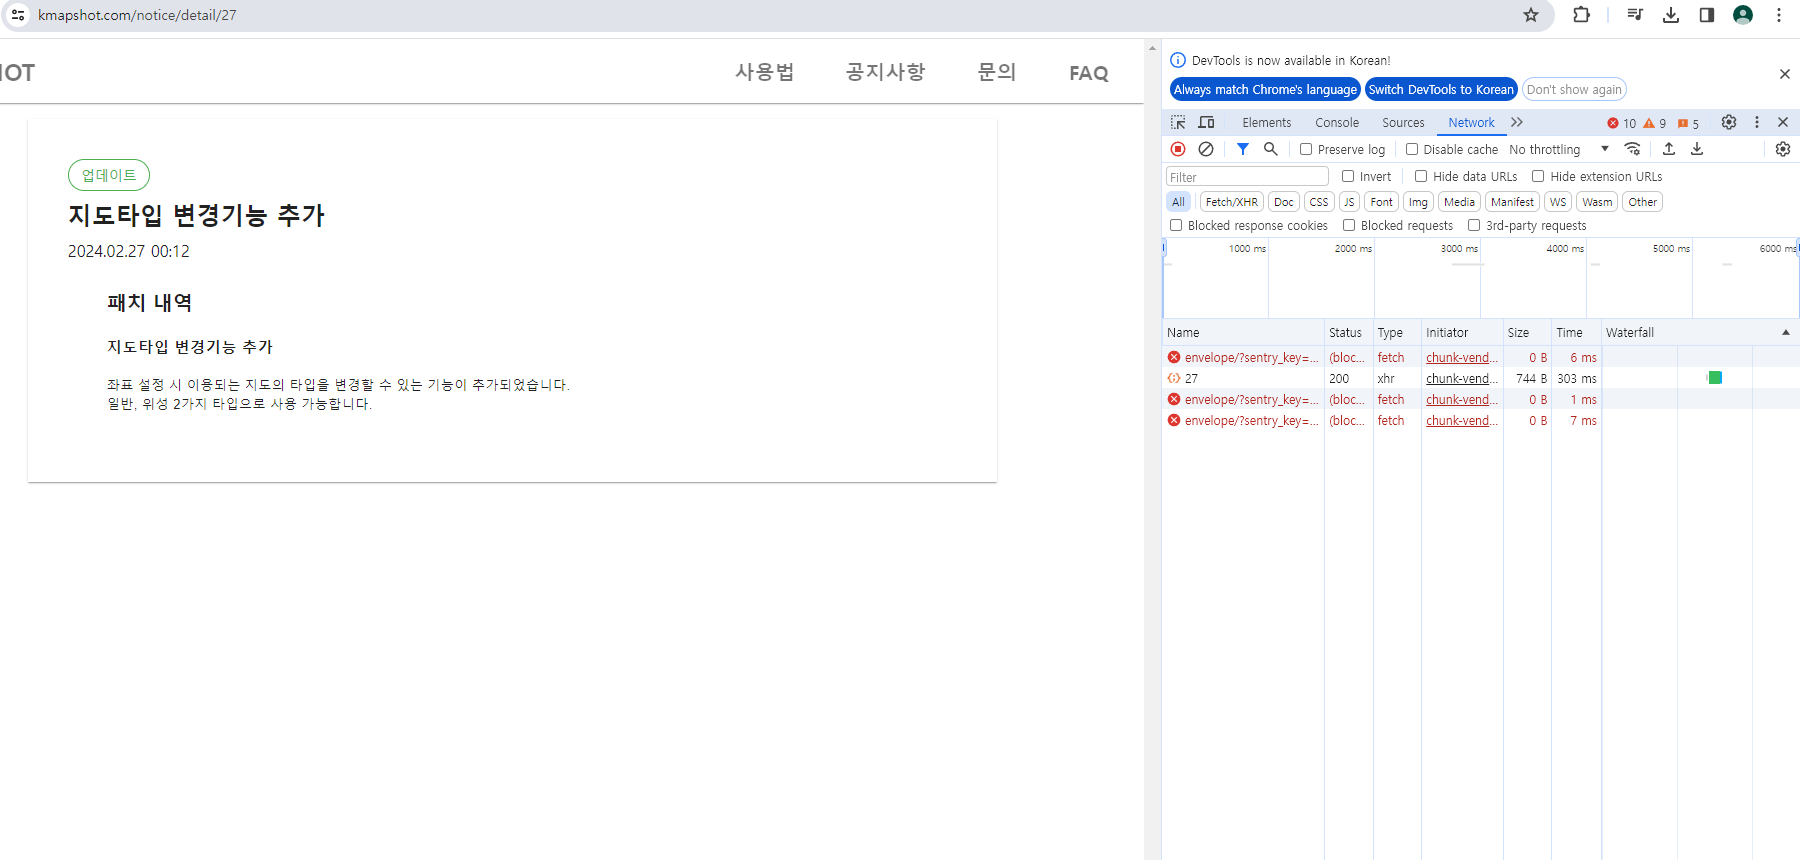 kmapshot.com/notice/detail/27
HOT
사용법 공지사항 문의 FAQ
업데이트
지도타입 변경기능 추가
2024.02.27 00:12
패치 내역
지도타입 변경기능 추가
좌표 설정 시 이용되는 지도의 타입을 변경할 수 있는 기능이 추가되었습니다.
일반, 위성 2가지 타입으로 사용 가능합니다.
DevTools is now available in Korean!
Always match Chrome's language Switch DevTools to Korean Don't show again
Elements Console Sources Network 10 9 5
Preserve log Disable cache No throttling
Filter Invert Hide data URLs Hide extension URLs
All Fetch/XHR Doc CSS JS Font Img Media Manifest WS Wasm Other
Blocked response cookies Blocked requests 3rd-party requests
1000 ms 2000 ms 3000 ms 4000 ms 5000 ms 6000 ms
Name Status Type Initiator Size Time Waterfall
envelope/?sentry_key=... (bloc... fetch chunk-vend... 0 B 6 ms
27 200 xhr chunk-vend... 744 B 303 ms
envelope/?sentry_key=... (bloc... fetch chunk-vend... 0 B 1 ms
envelope/?sentry_key=... (bloc... fetch chunk-vend... 0 B 7 ms